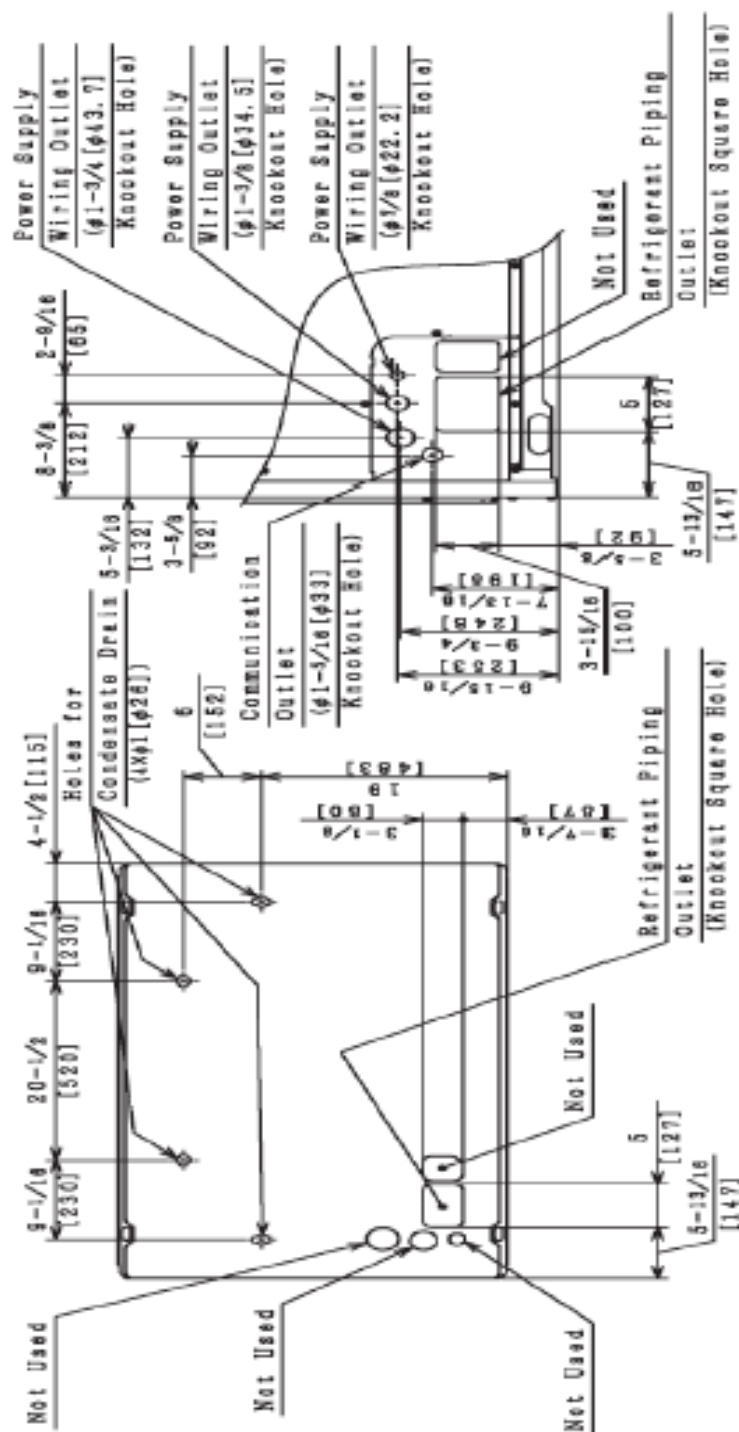 Power Supply
Wiring Outlet
(φ1-3/4[φ43.7]
Knockout Hole)
Power Supply
Wiring Outlet
(φ1-3/8[φ34.5]
Knockout Hole)
Power Supply
Wiring Outlet
(φ7/8[φ22.2]
Knockout Hole)
Not Used
Refrigerant Piping
Outlet
(Knockout Square Hole)
2-9/16
[65]
8-3/8
[212]
5-3/16
[132]
3-5/8
[92]
Communication
Outlet
(φ1-5/16[φ33]
Knockout Hole)
5
[127]
5-13/16
[147]
3-5/8
[92]
3-15/16
[100]
7-13/16
[198]
9-3/4
[248]
9-15/16
[253]
Holes for
Condensate Drain
(4Xφ1[φ26])
4-1/2[115]
9-1/16
[230]
20-1/2
[520]
9-1/16
[230]
6
[152]
19
[483]
3-1/8
[80]
3-7/16
[87]
Refrigerant Piping
Outlet
(Knockout Square Hole)
Not Used
5
[127]
5-13/16
[147]
Not Used
Not Used
Not Used